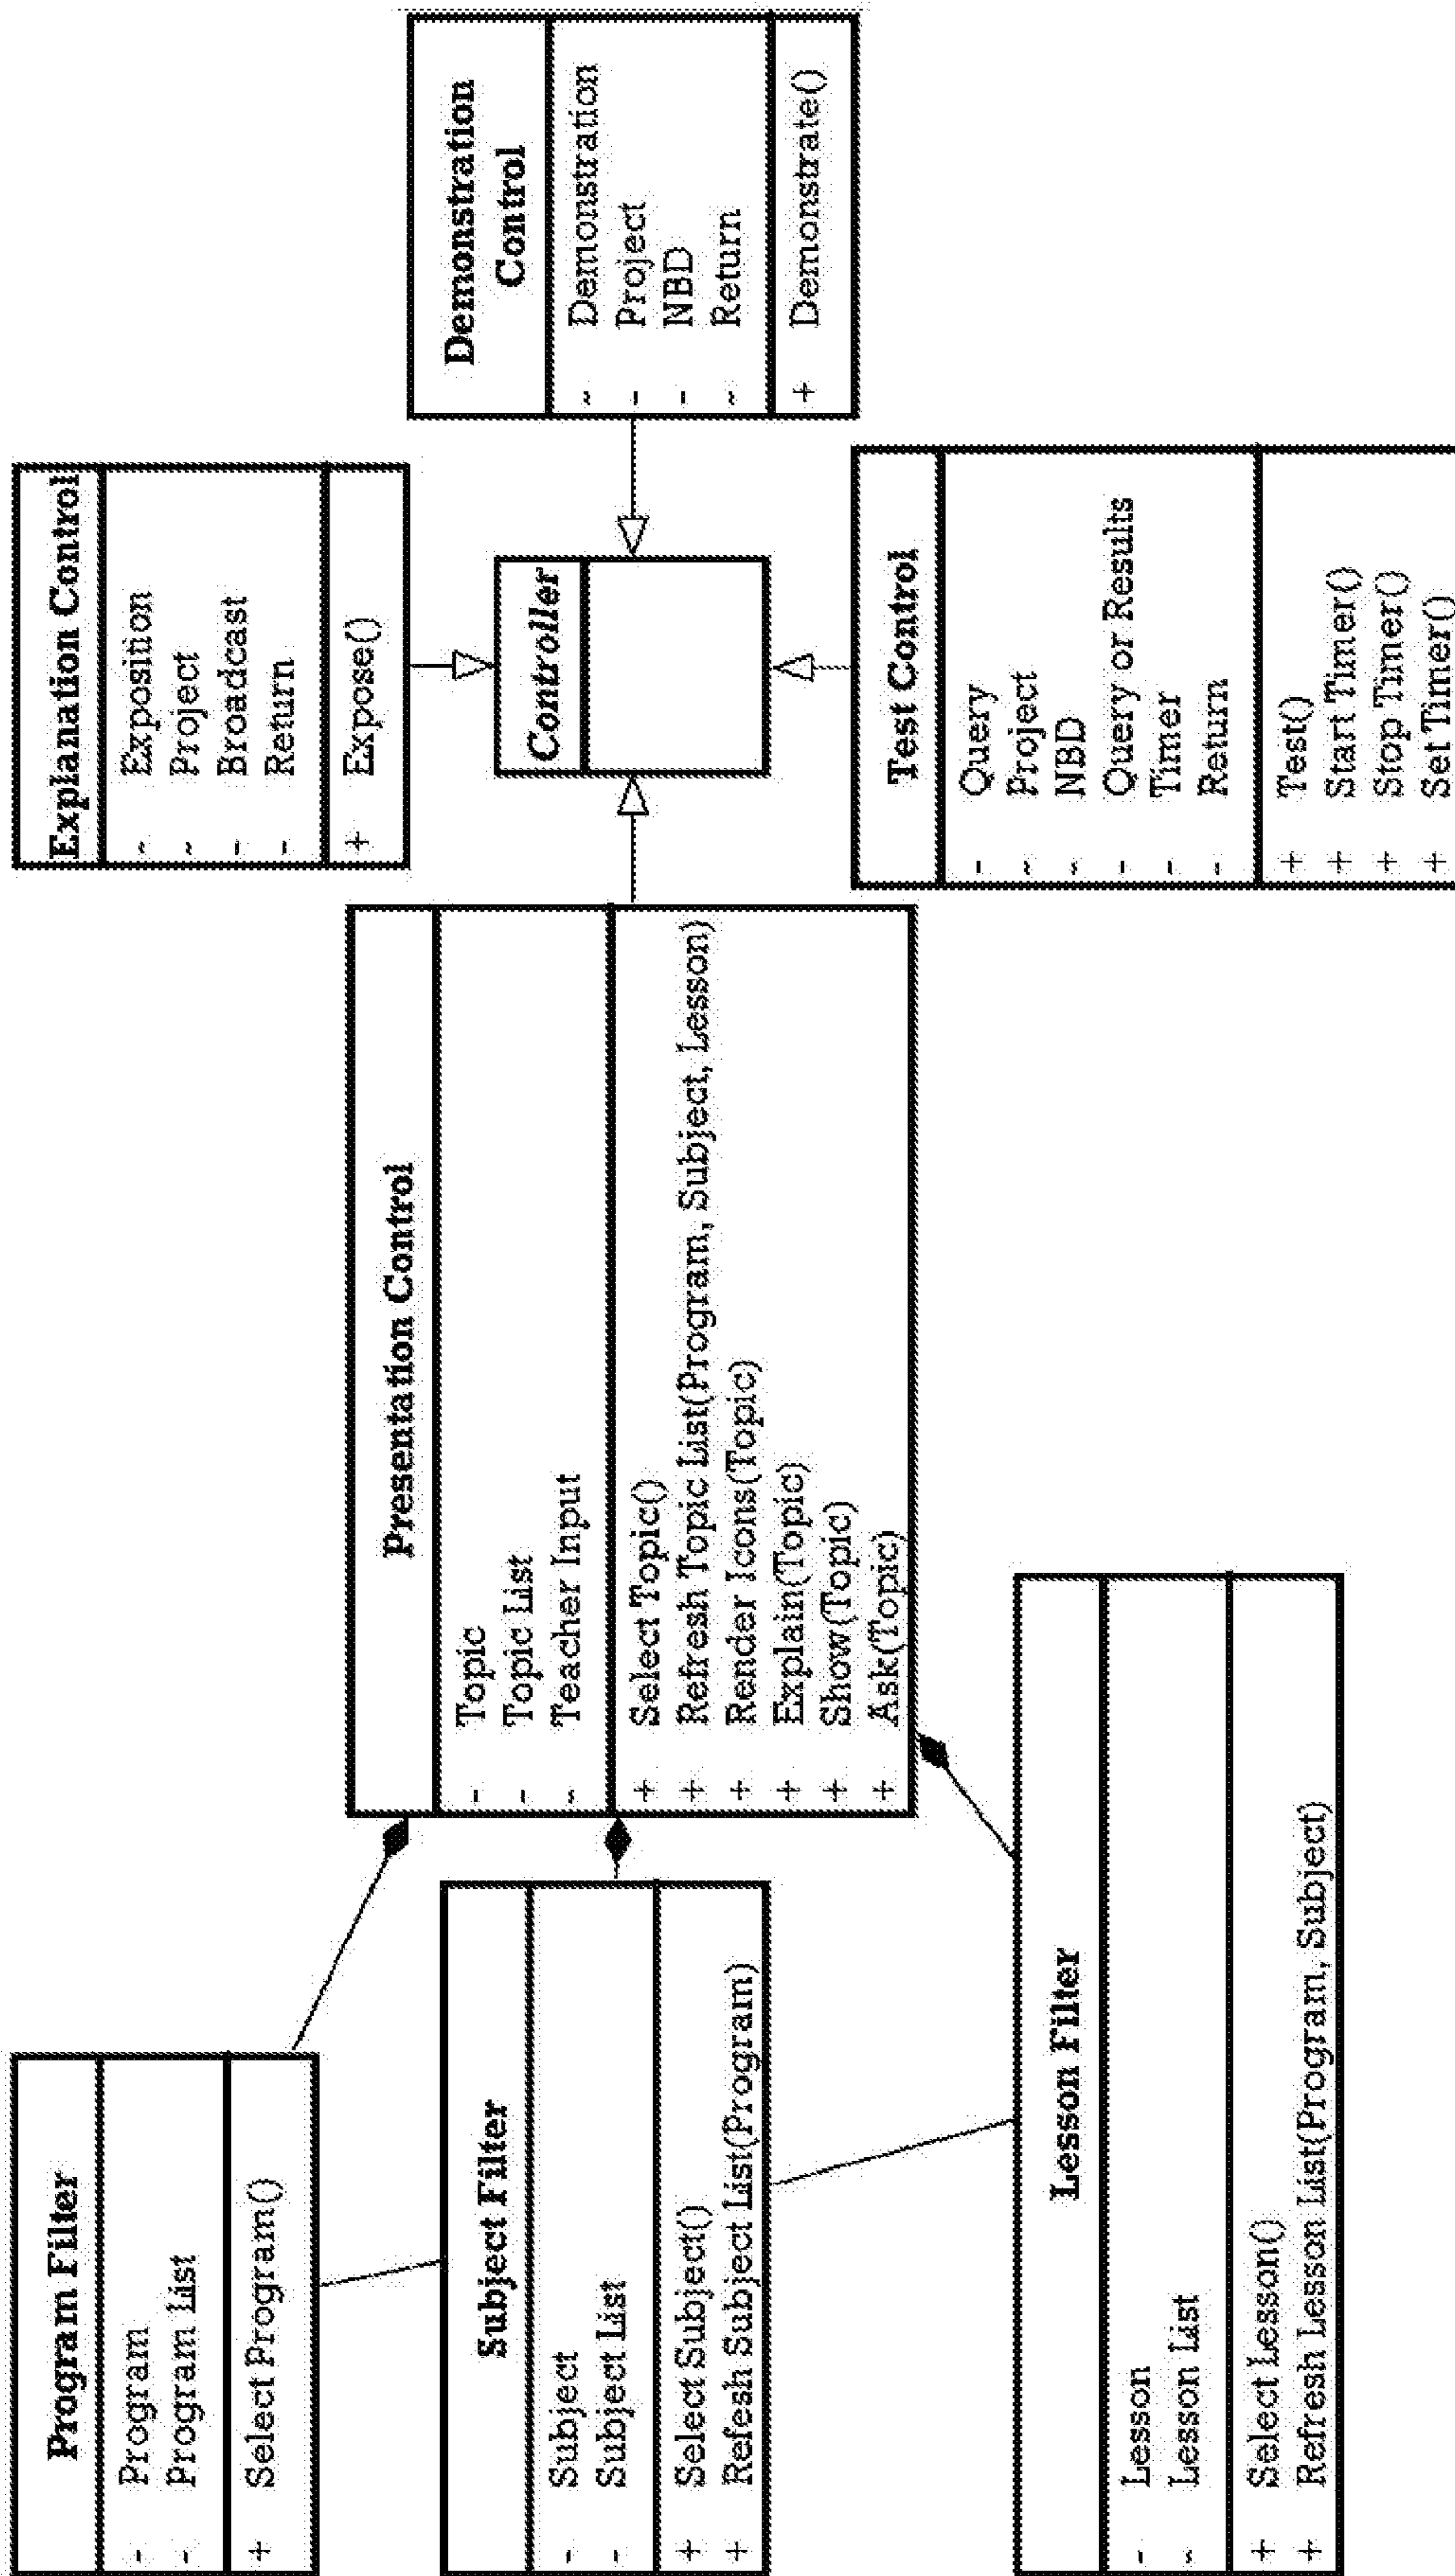 Program Filter
- Program
- Program List
+ Select Program()
Subject Filter
- Subject
- Subject List
+ Select Subject()
+ Refesh Subject List(Program)
Lesson Filter
- Lesson
- Lesson List
+ Select Lesson()
+ Refresh Lesson List(Program, Subject)
Presentation Control
- Topic
- Topic List
~ Teacher Input
+ Select Topic()
+ Refresh Topic List(Program, Subject, Lesson)
+ Render Icons(Topic)
+ Explain(Topic)
+ Show(Topic)
+ Ask(Topic)
Explanation Control
- Exposition
~ Project
- Broadcast
- Return
+ Expose()
Controller
Test Control
- Query
~ Project
~ NBD
- Query or Results
- Timer
- Return
+ Test()
+ Start Timer()
+ Stop Timer()
+ Set Timer()
Demonstration
Control
~ Demonstration
- Project
- NBD
~ Return
+ Demonstrate()